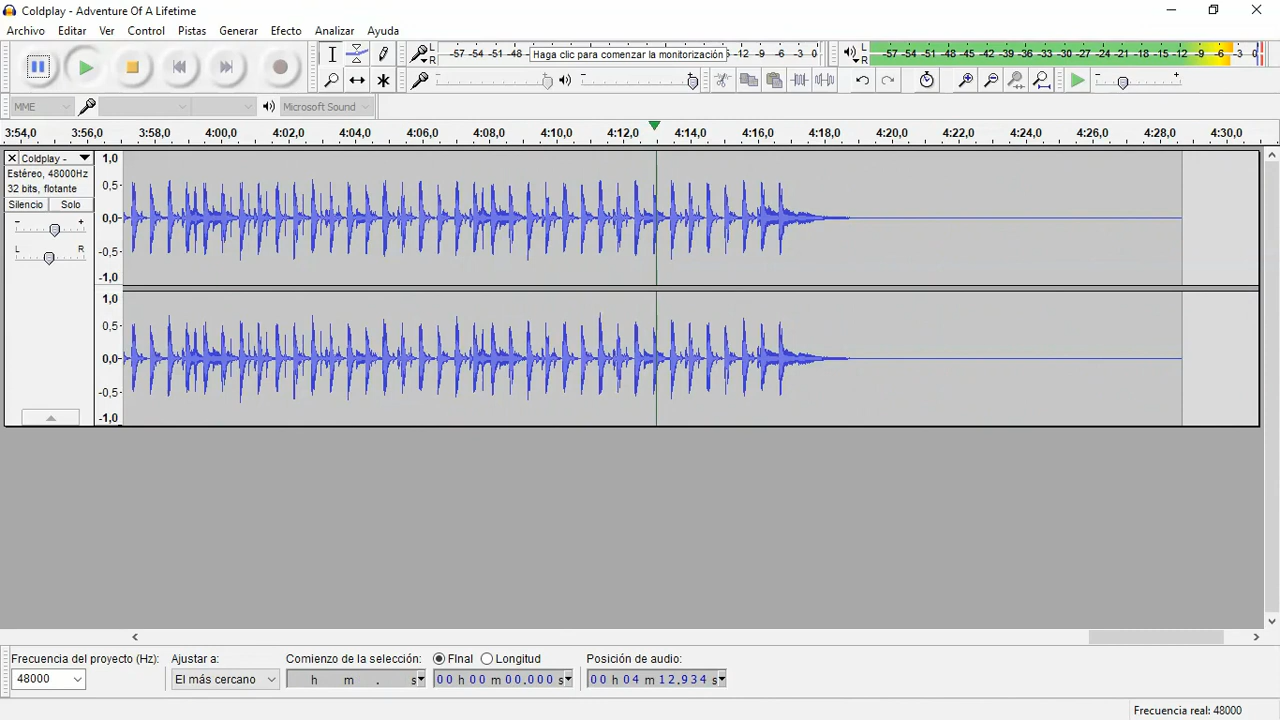 Coldplay - Adventure Of A Lifetime
Archivo Editar Ver Control Pistas Generar Efecto Analizar Ayuda
L R -57 -54 -51 -48 Haga clic para comenzar la monitorización -12 -9 -6 -3 0 L R -57 -54 -51 -48 -45 -42 -39 -36 -33 -30 -27 -24 -21 -18 -15 -12 -9 -6 -3 0
- + - + - +
MME Microsoft Sound
3:54,0 3:56,0 3:58,0 4:00,0 4:02,0 4:04,0 4:06,0 4:08,0 4:10,0 4:12,0 4:14,0 4:16,0 4:18,0 4:20,0 4:22,0 4:24,0 4:26,0 4:28,0 4:30,0
Coldplay - 1,0
Estéreo, 48000Hz
32 bits, flotante 0,5
Silencio Solo
- + 0,0
L R -0,5
-1,0
1,0
0,5
0,0
-0,5
-1,0
Frecuencia del proyecto (Hz): Ajustar a: Comienzo de la selección: FInal Longitud Posición de audio:
48000 El más cercano h m . s 00 h 00 m 00.000 s 00 h 04 m 12.934 s
Frecuencia real: 48000